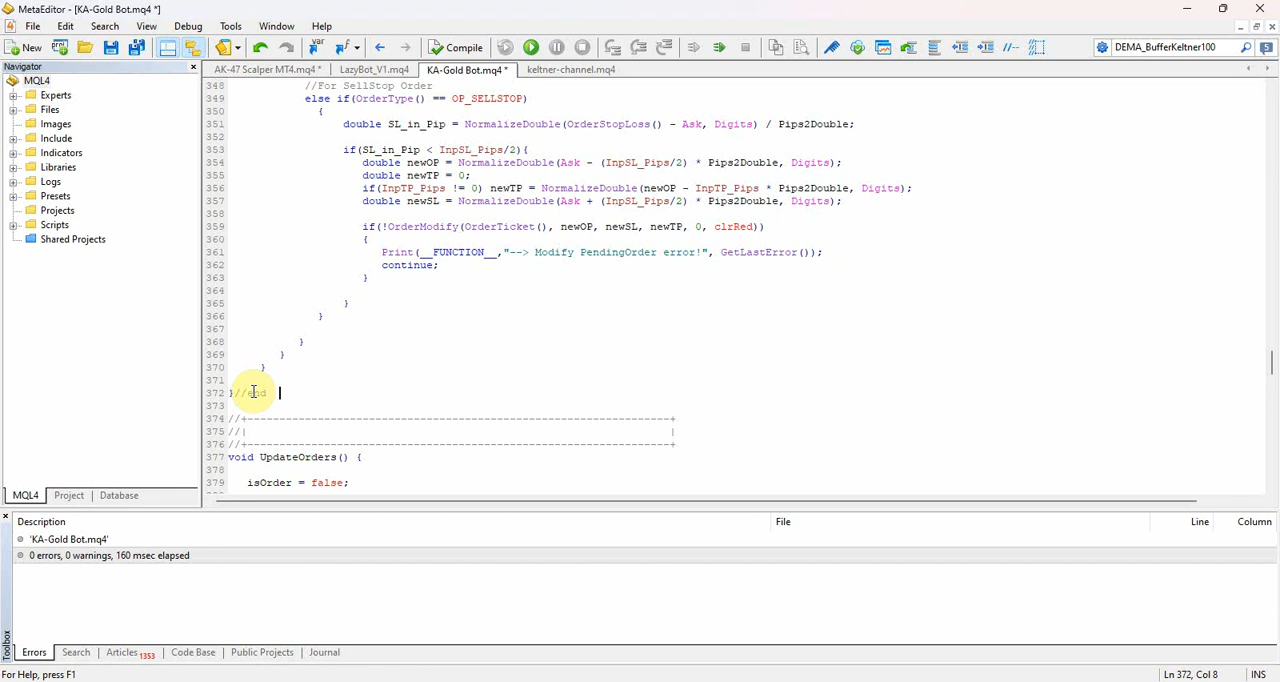 MetaEditor - [KA-Gold Bot.mq4 *]
File Edit Search View Debug Tools Window Help
New Compile DEMA_BufferKeltner100
Navigator
AK-47 Scalper MT4.mq4 * LazyBot_V1.mq4 KA-Gold Bot.mq4 * keltner-channel.mq4
MQL4
Experts
Files
Images
Include
Indicators
Libraries
Logs
Presets
Projects
Scripts
Shared Projects
MQL4 Project Database
348 //For SellStop Order
349 else if(OrderType() == OP_SELLSTOP)
350 {
351 double SL_in_Pip = NormalizeDouble(OrderStopLoss() - Ask, Digits) / Pips2Double;
352
353 if(SL_in_Pip < InpSL_Pips/2){
354 double newOP = NormalizeDouble(Ask - (InpSL_Pips/2) * Pips2Double, Digits);
355 double newTP = 0;
356 if(InpTP_Pips != 0) newTP = NormalizeDouble(newOP - InpTP_Pips * Pips2Double, Digits);
357 double newSL = NormalizeDouble(Ask + (InpSL_Pips/2) * Pips2Double, Digits);
358
359 if(!OrderModify(OrderTicket(), newOP, newSL, newTP, 0, clrRed))
360 {
361 Print(__FUNCTION__,"--> Modify PendingOrder error!", GetLastError());
362 continue;
363 }
364
365 }
366 }
367
368 }
369 }
370 }
371
372 }//end
373
374 //+------------------------------------------------------------------+
375 //| |
376 //+------------------------------------------------------------------+
377 void UpdateOrders() {
378
379 isOrder = false;
Description File Line Column
'KA-Gold Bot.mq4'
0 errors, 0 warnings, 160 msec elapsed
Toolbox
Errors Search Articles 1353 Code Base Public Projects Journal
For Help, press F1 Ln 372, Col 8 INS